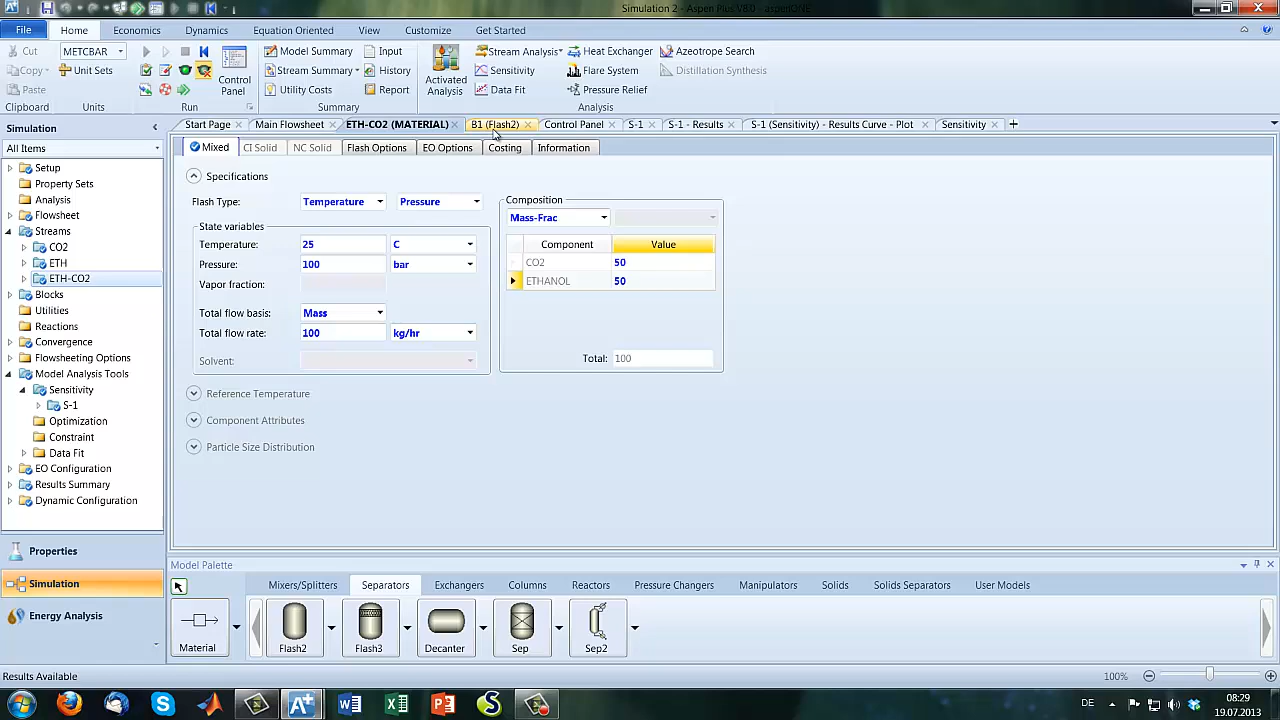 Simulation 2 - Aspen Plus V8.0 - aspenONE
File Home Economics Dynamics Equation Oriented View Customize Get Started
Cut METCBAR Model Summary Input Stream Analysis Heat Exchanger Azeotrope Search
Copy Unit Sets Control Panel Stream Summary History Activated Analysis Sensitivity Flare System Distillation Synthesis
Utility Costs Report Data Fit Pressure Relief
Clipboard Units Run Summary Analysis
Simulation Start Page Main Flowsheet ETH-CO2 (MATERIAL) B1 (Flash2) Control Panel S-1 S-1 - Results S-1 (Sensitivity) - Results Curve - Plot Sensitivity
All Items Mixed CI Solid NC Solid Flash Options EO Options Costing Information
Setup
Property Sets
Analysis
Flowsheet
Streams
CO2
ETH
ETH-CO2
Blocks
Utilities
Reactions
Convergence
Flowsheeting Options
Model Analysis Tools
Sensitivity
S-1
Optimization
Constraint
Data Fit
EO Configuration
Results Summary
Dynamic Configuration
Properties
Simulation
Energy Analysis
Specifications
Flash Type: Temperature Pressure
State variables
Temperature: 25 C
Pressure: 100 bar
Vapor fraction:
Total flow basis: Mass
Total flow rate: 100 kg/hr
Solvent:
Composition
Mass-Frac
Component Value
CO2 50
ETHANOL 50
Total: 100
Reference Temperature
Component Attributes
Particle Size Distribution
Model Palette
Mixers/Splitters Separators Exchangers Columns Reactors Pressure Changers Manipulators Solids Solids Separators User Models
Material Flash2 Flash3 Decanter Sep Sep2
Results Available 100%
DE 08:29
19.07.2013